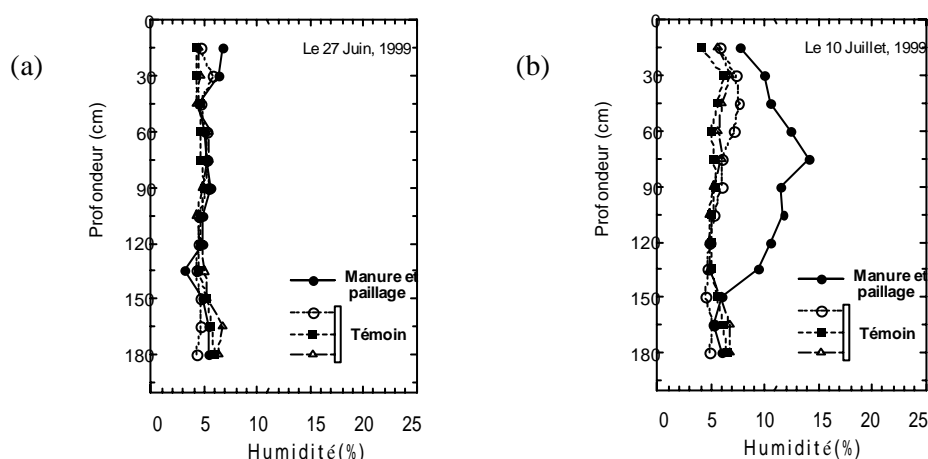 (a)
Le 27 Juin, 1999
0
30
60
90
120
150
180
Profondeur (cm)
Manure et
paillage
Témoin
0 5 10 15 20 25
Humidité(%)
(b)
Le 10 Juillet, 1999
0
30
60
90
120
150
180
Profondeur (cm)
Manure et
paillage
Témoin
0 5 10 15 20 25
Humidité(%)